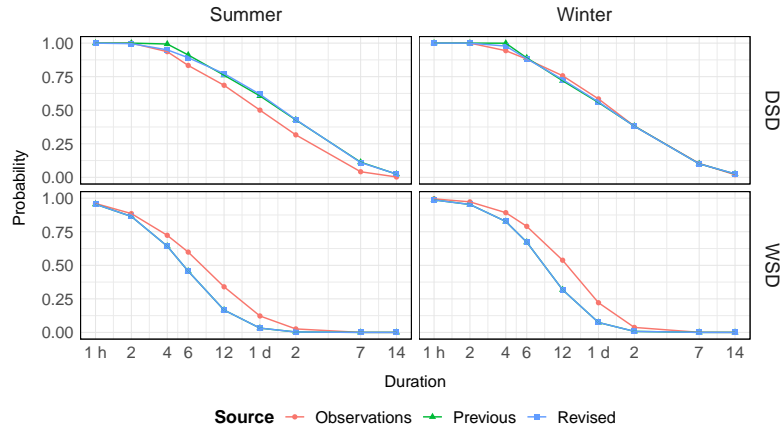 Summer Winter
1.00
0.75
0.50
0.25
0.00
DSD
1.00
0.75
0.50
0.25
0.00
WSD
Probability
1 h 2 4 6 12 1 d 2 7 14 1 h 2 4 6 12 1 d 2 7 14
Duration
Source Observations Previous Revised